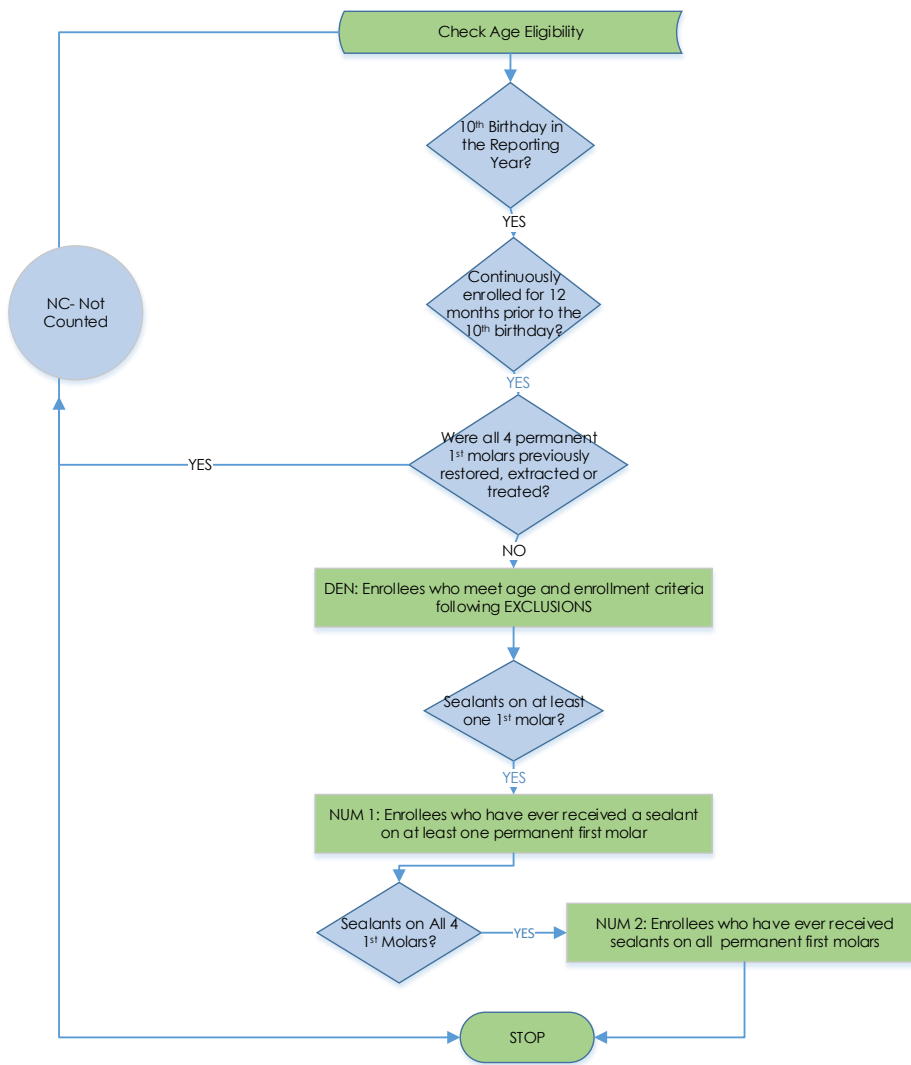 Check Age Eligibility
10th Birthday in
the Reporting
Year?
YES
Continuously
enrolled for 12
months prior to the
10th birthday?
NC- Not
Counted
YES
Were all 4 permanent
1st molars previously
restored, extracted or
treated?
YES
NO
DEN: Enrollees who meet age and enrollment criteria
following EXCLUSIONS
Sealants on at least
one 1st molar?
YES
NUM 1: Enrollees who have ever received a sealant
on at least one permanent first molar
Sealants on All 4
1st Molars?
YES
NUM 2: Enrollees who have ever received
sealants on all permanent first molars
STOP